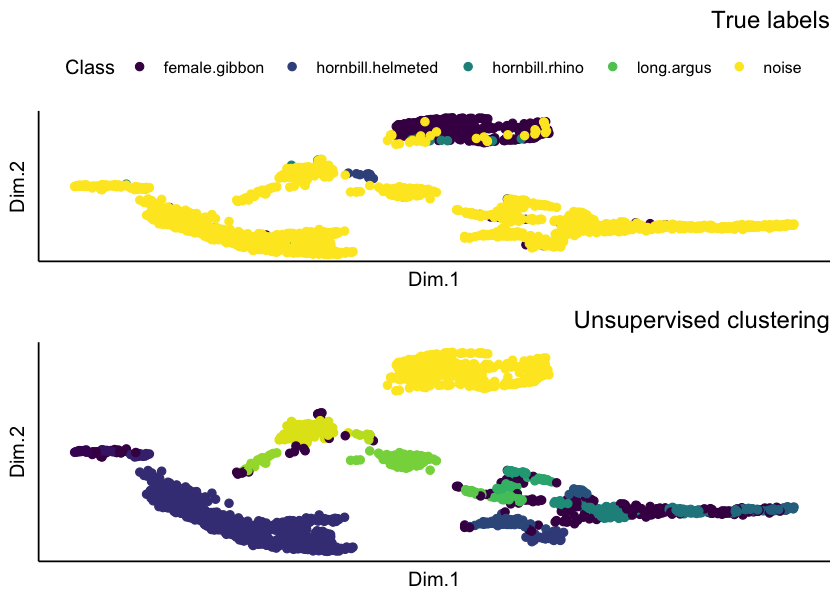 True labels
Class female.gibbon hornbill.helmeted hornbill.rhino long.argus noise
Dim.2
Dim.1
Unsupervised clustering
Dim.2
Dim.1